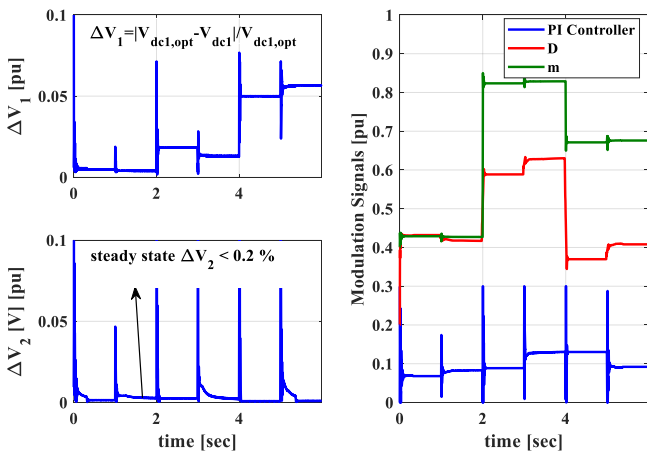 0.1
ΔV1=|Vdc1,opt-Vdc1|/Vdc1,opt
0.05
0
0 2 4
ΔV1 [pu]
0.1
steady state ΔV2 < 0.2 %
0.05
0
0 2 4
ΔV2 [V] [pu]
time [sec]
1
0.9
0.8
0.7
0.6
0.5
0.4
0.3
0.2
0.1
0
0 2 4
Modulation Signals [pu]
time [sec]
PI Controller
D
m